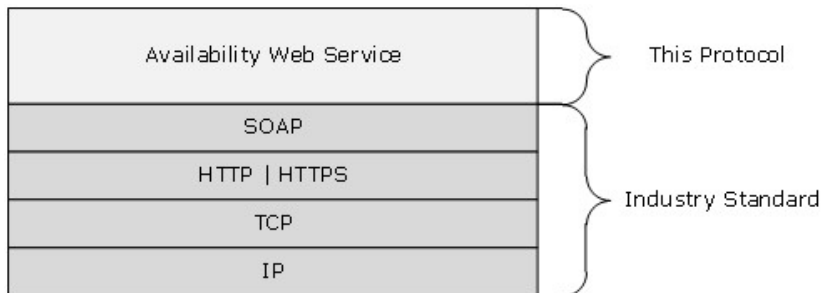 Availability Web Service
This Protocol
SOAP
HTTP | HTTPS
Industry Standard
TCP
IP